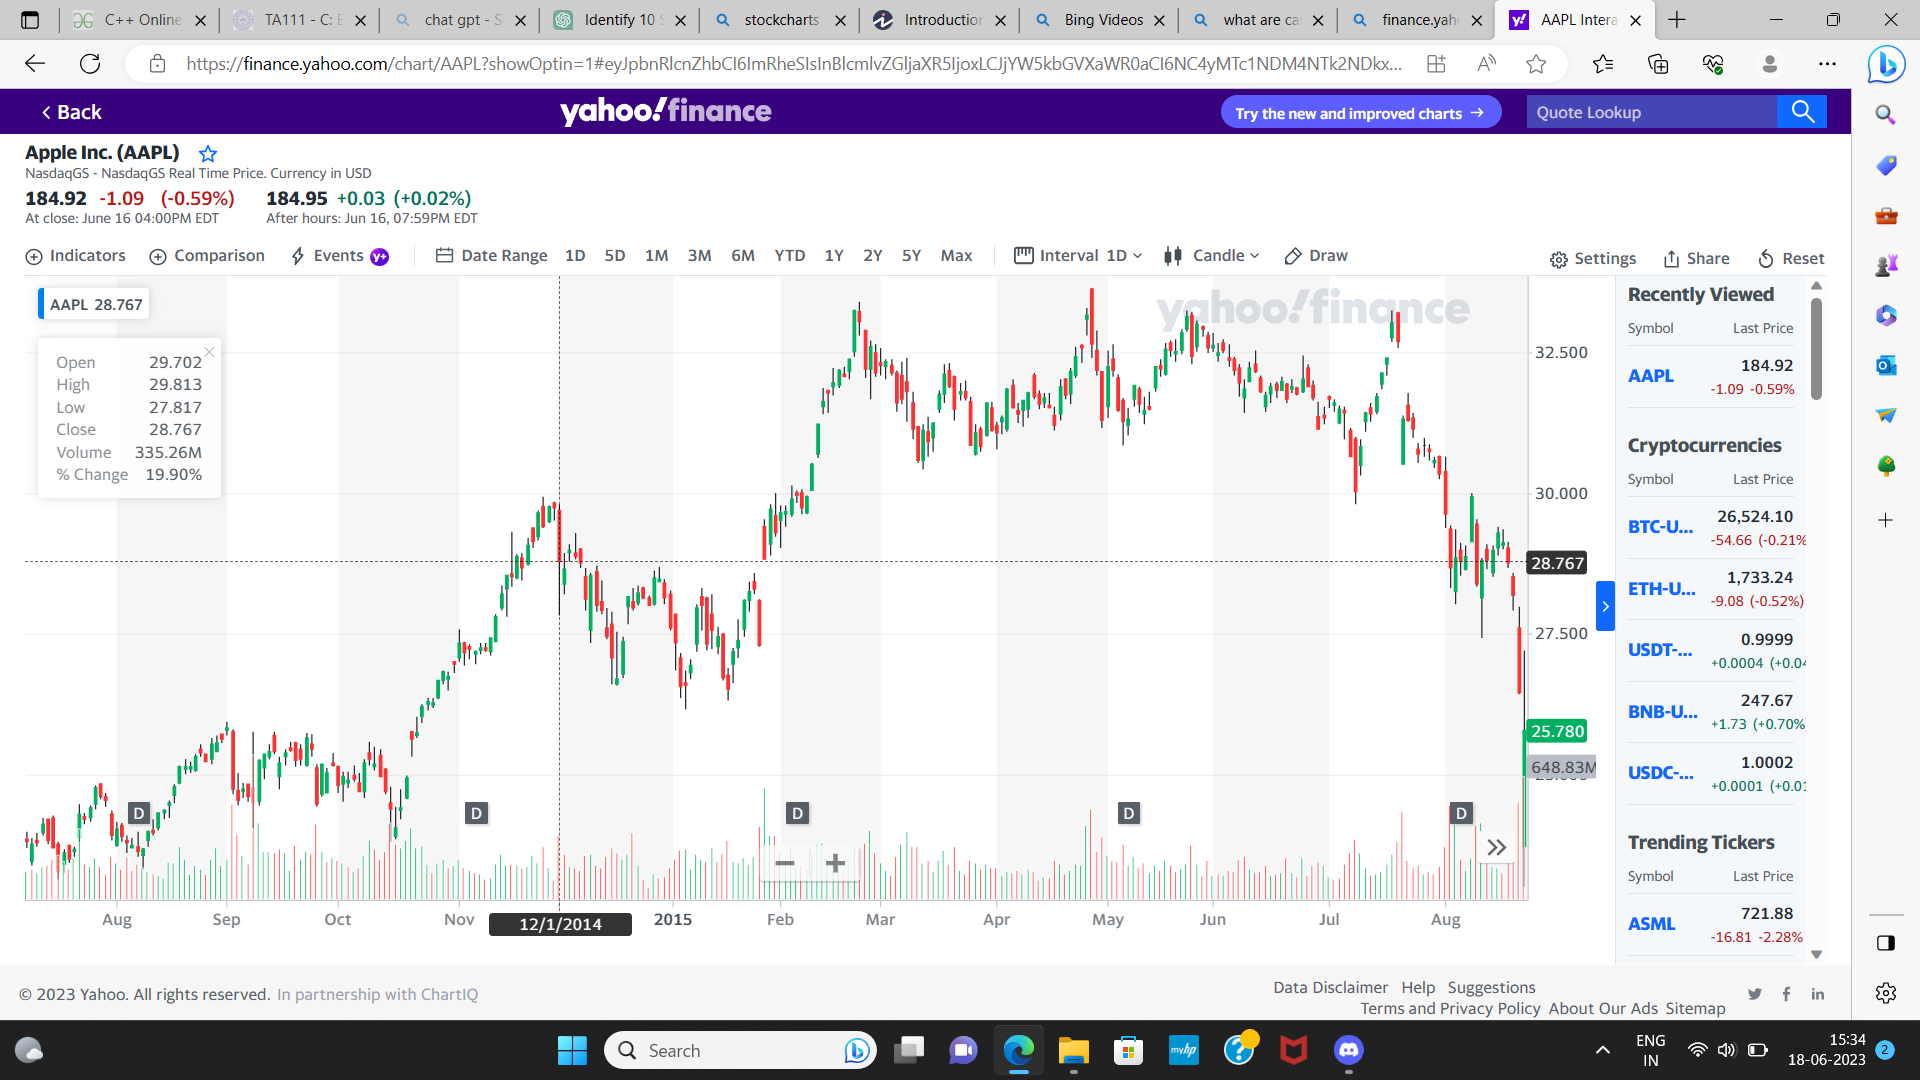 C++ Online
TA111 - C: E
chat gpt - S
Identify 10 S
stockcharts
Introduction
Bing Videos
what are ca
finance.yah
AAPL Intera
https://finance.yahoo.com/chart/AAPL?showOptin=1#eyJpbnRlcnZhbCI6ImRheSIsInBlcmlvZGljaXR5IjoxLCJjYW5kbGVXaWR0aCI6NC4yMTc1NDM4NTk2NDkx...
Back
yahoo!finance
Try the new and improved charts →
Quote Lookup
Apple Inc. (AAPL)
NasdaqGS - NasdaqGS Real Time Price. Currency in USD
184.92 -1.09 (-0.59%) 184.95 +0.03 (+0.02%)
At close: June 16 04:00PM EDT After hours: Jun 16, 07:59PM EDT
Indicators Comparison Events y+ Date Range 1D 5D 1M 3M 6M YTD 1Y 2Y 5Y Max Interval 1D Candle Draw Settings Share Reset
AAPL 28.767
yahoo!finance
Open 29.702
High 29.813
Low 27.817
Close 28.767
Volume 335.26M
% Change 19.90%
32.500
30.000
28.767
27.500
25.780
648.83M
D D D D D
Aug Sep Oct Nov 12/1/2014 2015 Feb Mar Apr May Jun Jul Aug
Recently Viewed
Symbol Last Price
AAPL 184.92
-1.09 -0.59%
Cryptocurrencies
Symbol Last Price
BTC-U... 26,524.10
-54.66 (-0.21%
ETH-U... 1,733.24
-9.08 (-0.52%)
USDT-... 0.9999
+0.0004 (+0.04
BNB-U... 247.67
+1.73 (+0.70%
USDC-... 1.0002
+0.0001 (+0.01
Trending Tickers
Symbol Last Price
ASML 721.88
-16.81 -2.28%
© 2023 Yahoo. All rights reserved. In partnership with ChartIQ
Data Disclaimer Help Suggestions
Terms and Privacy Policy About Our Ads Sitemap
Search
myhp
ENG
IN
15:34
18-06-2023
2